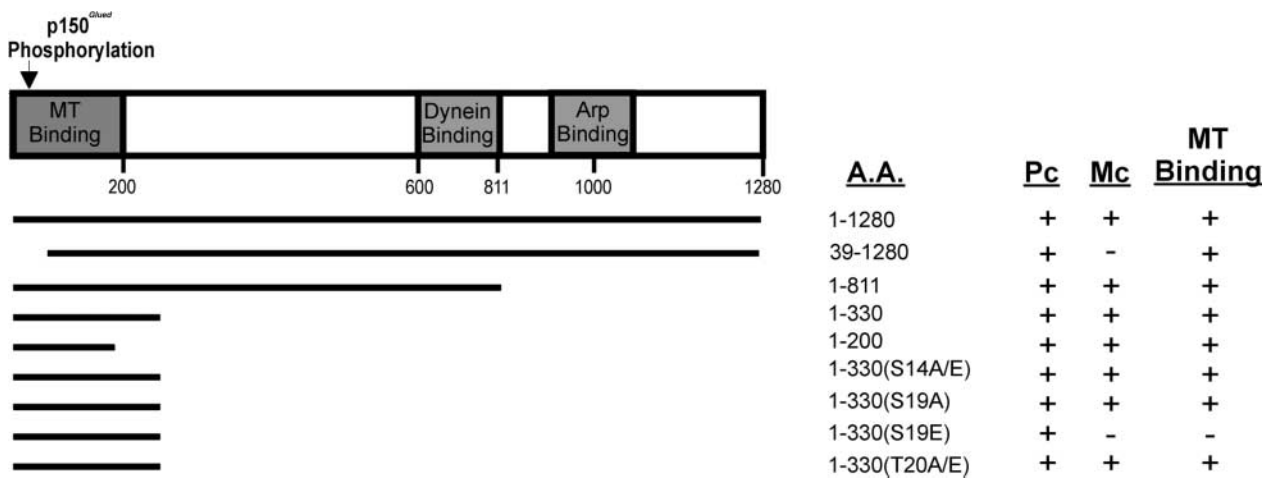 p150Glued
Phosphorylation
MT Binding
Dynein Binding
Arp Binding
200 600 811 1000 1280
A.A. Pc Mc MT Binding
1-1280 + + +
39-1280 + - +
1-811 + + +
1-330 + + +
1-200 + + +
1-330(S14A/E) + + +
1-330(S19A) + + +
1-330(S19E) + - -
1-330(T20A/E) + + +